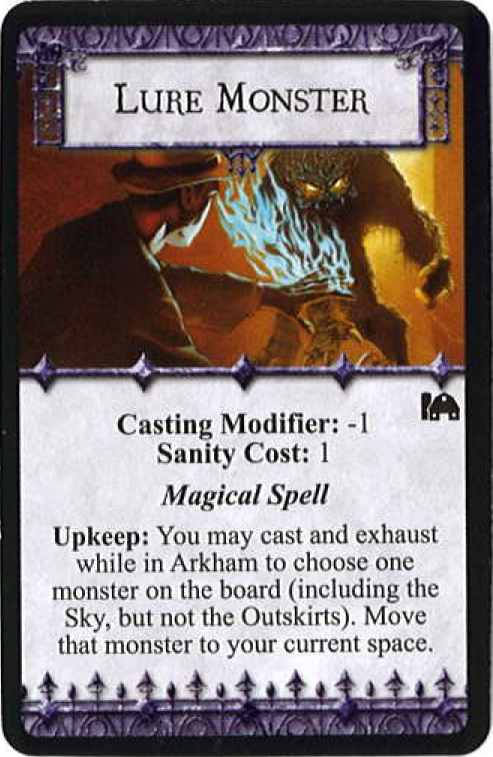 Lure Monster
Casting Modifier: -1
Sanity Cost: 1
Magical Spell
Upkeep: You may cast and exhaust
while in Arkham to choose one
monster on the board (including the
Sky, but not the Outskirts). Move
that monster to your current space.